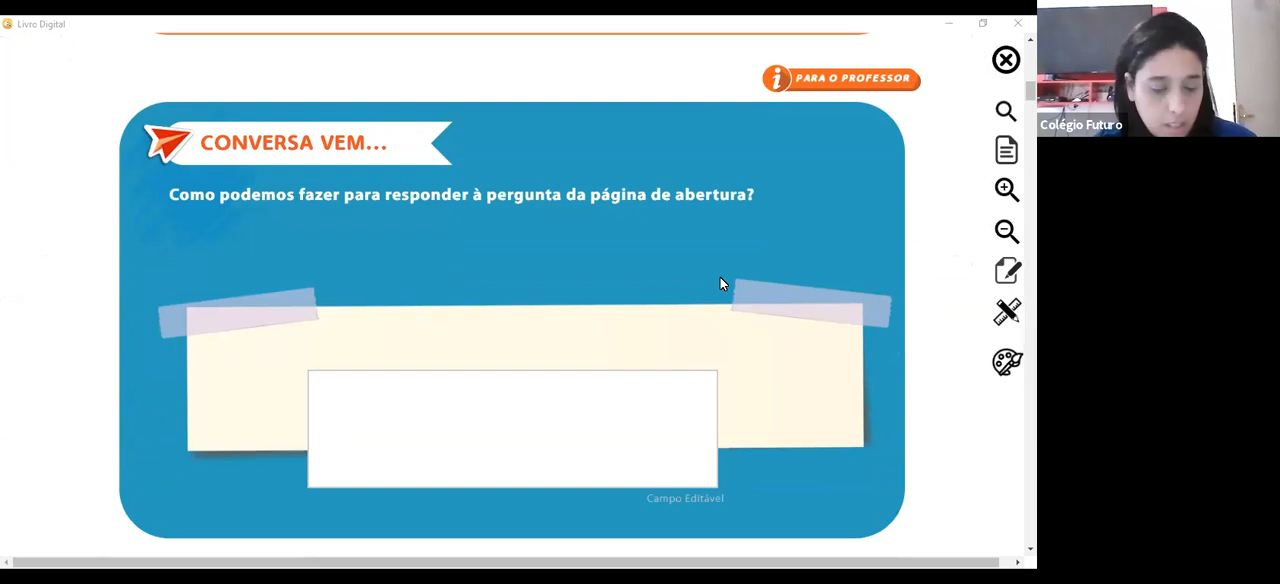 Livro Digital
PARA O PROFESSOR
CONVERSA VEM...
Como podemos fazer para responder à pergunta da página de abertura?
Campo Editável
Colégio Futuro